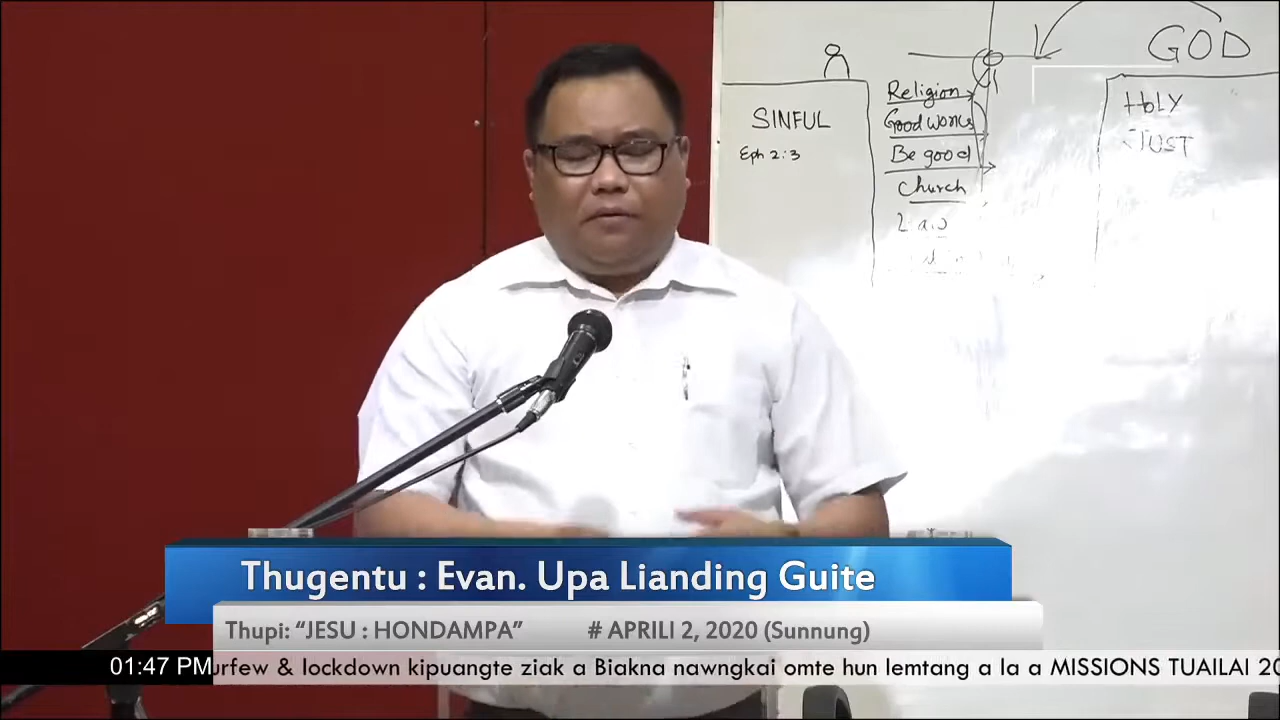 GOD
Religion
HOLY
SINFUL
Good works
JUST
Eph 2:3
Be good
Church
Law
Thugentu : Evan. Upa Lianding Guite
Thupi: “JESU : HONDAMPA” # APRILI 2, 2020 (Sunnung)
01:47 PM urfew & lockdown kipuangte ziak a Biakna nawngkai omte hun lemtang a la a MISSIONS TUAILAI 20